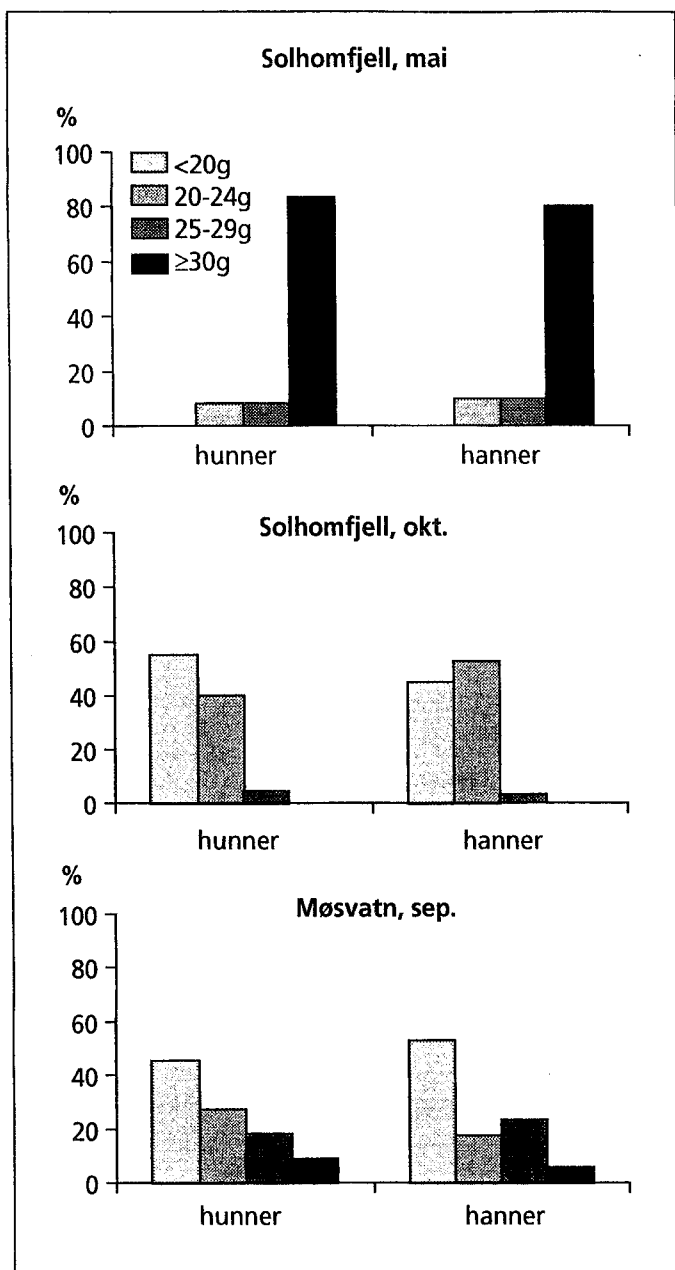 Solhomfjell, mai
%
100
80
60
40
20
0
<20g
20-24g
25-29g
≥30g
hunner hanner
Solhomfjell, okt.
%
100
80
60
40
20
0
hunner hanner
Møsvatn, sep.
%
100
80
60
40
20
0
hunner hanner